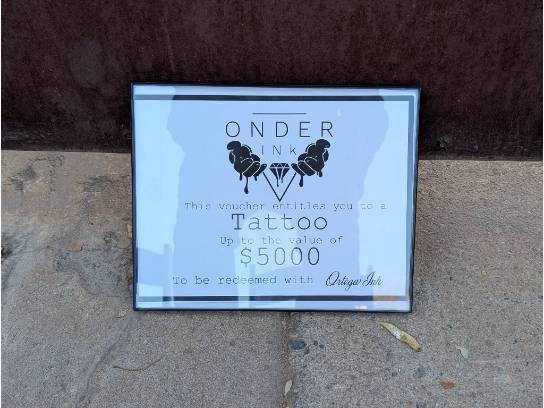 ONDER
INk
This voucher entitles you to a
Tattoo
Up to the value of
$5000
To be redeemed with Ortega Ink